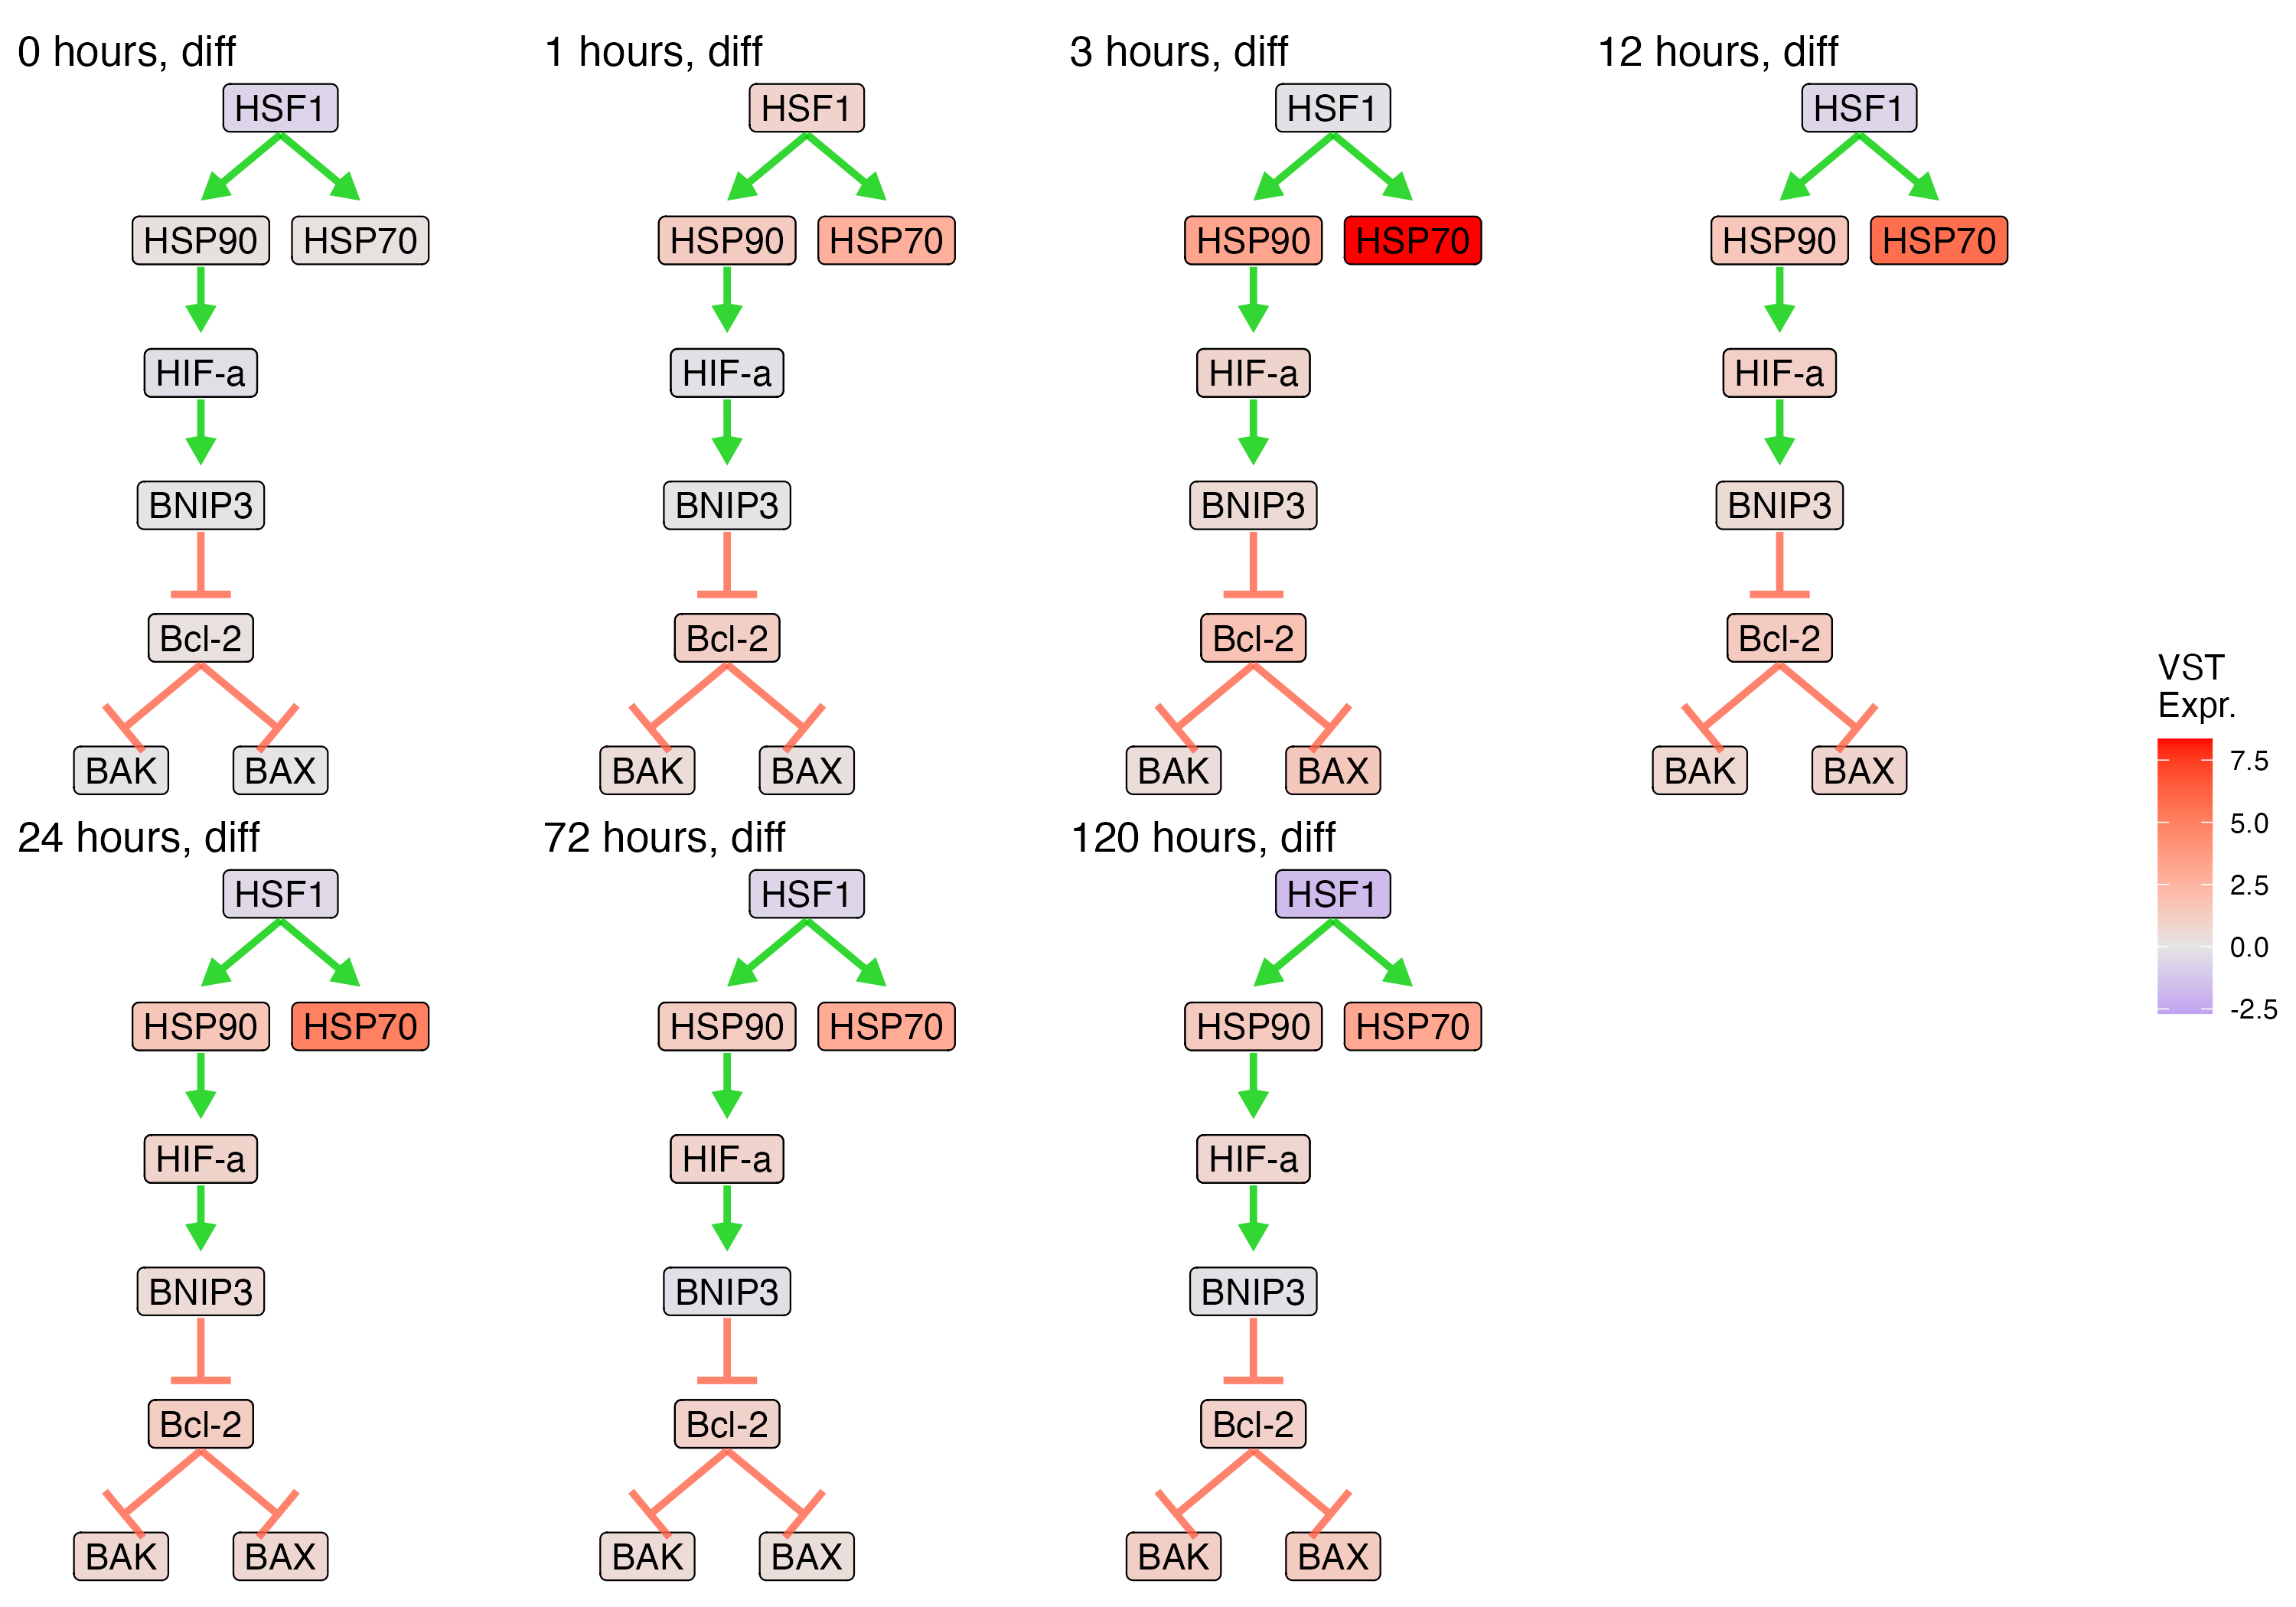 0 hours, diff
HSF1
HSP90 HSP70
HIF-a
BNIP3
Bcl-2
BAK BAX
1 hours, diff
HSF1
HSP90 HSP70
HIF-a
BNIP3
Bcl-2
BAK BAX
3 hours, diff
HSF1
HSP90 HSP70
HIF-a
BNIP3
Bcl-2
BAK BAX
12 hours, diff
HSF1
HSP90 HSP70
HIF-a
BNIP3
Bcl-2
BAK BAX
24 hours, diff
HSF1
HSP90 HSP70
HIF-a
BNIP3
Bcl-2
BAK BAX
72 hours, diff
HSF1
HSP90 HSP70
HIF-a
BNIP3
Bcl-2
BAK BAX
120 hours, diff
HSF1
HSP90 HSP70
HIF-a
BNIP3
Bcl-2
BAK BAX
VST
Expr.
7.5
5.0
2.5
0.0
-2.5